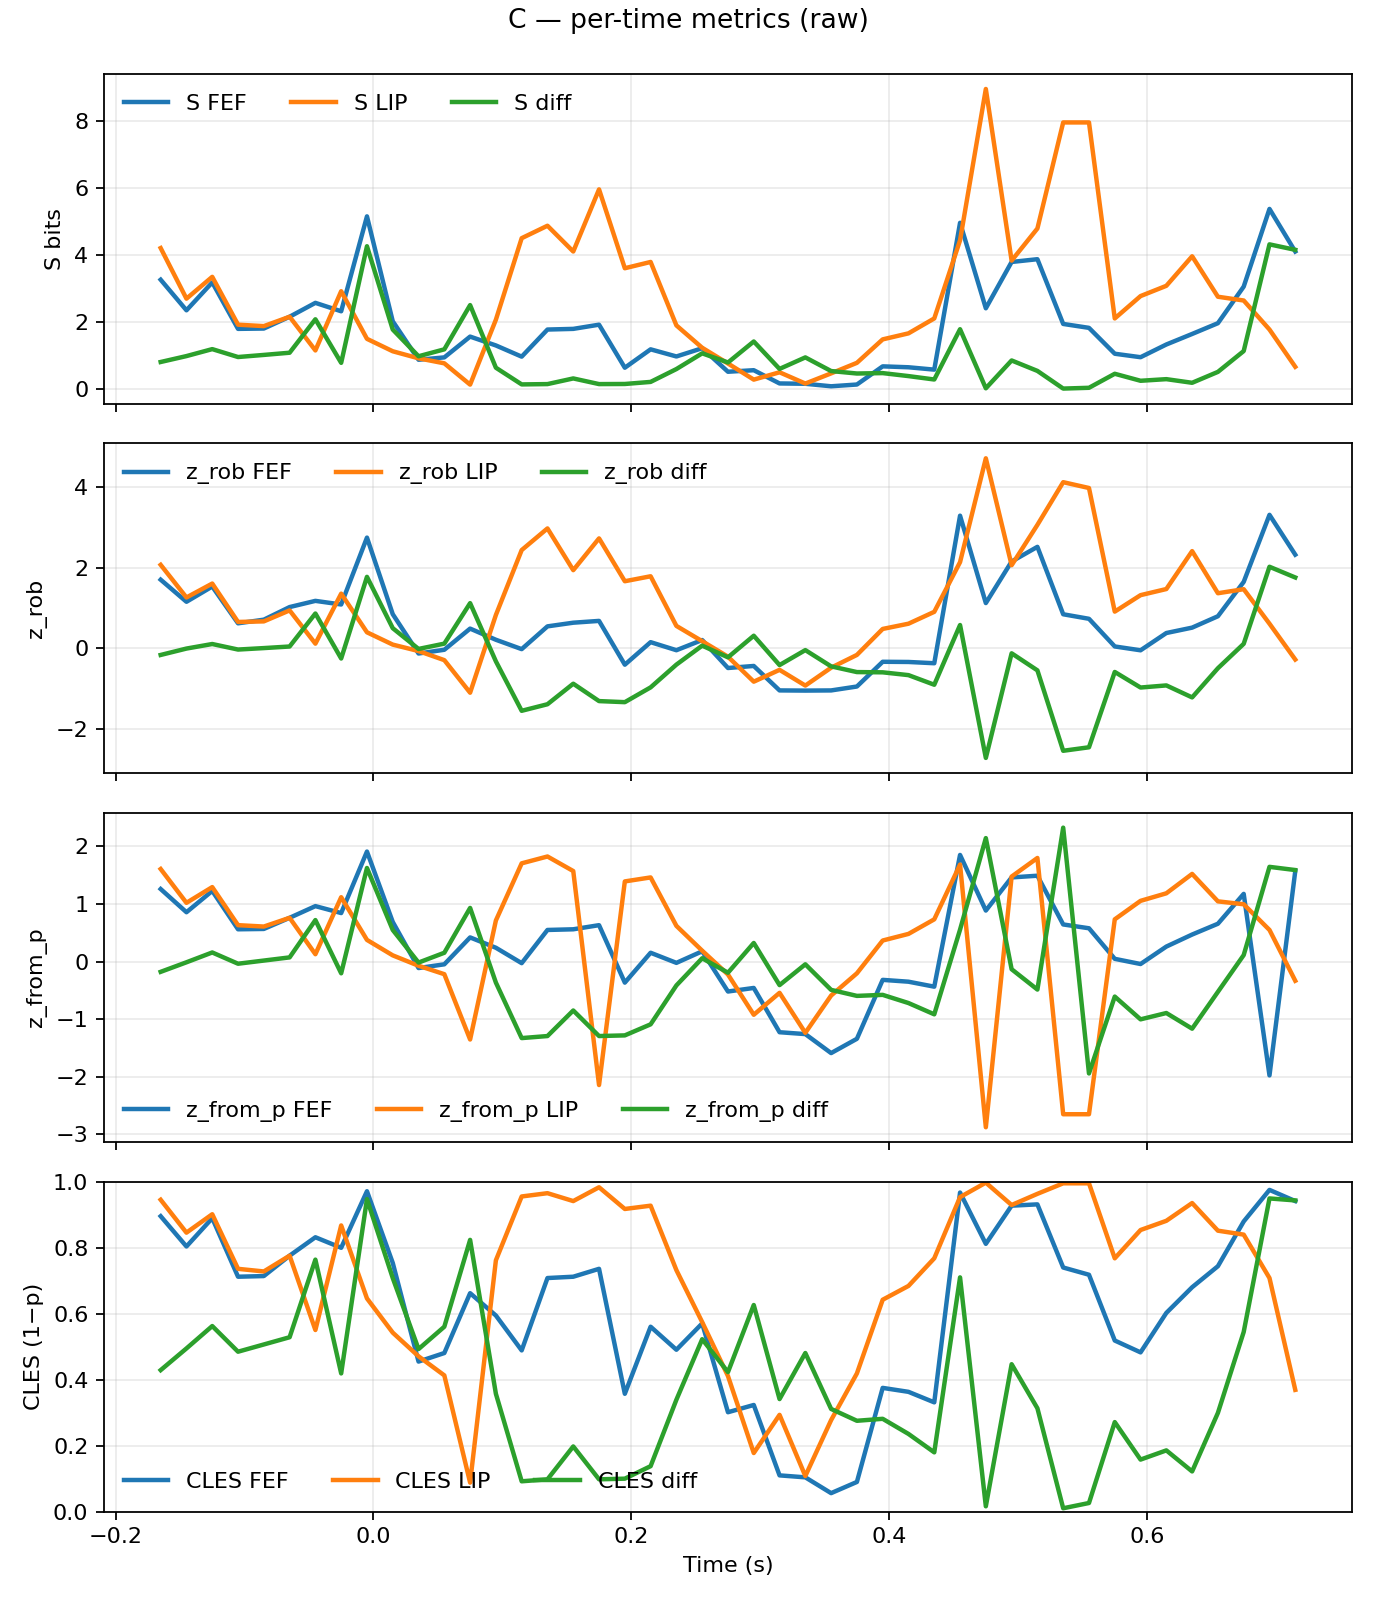 C — per-time metrics (raw)
S FEF S LIP S diff
8
6
4
2
0
S bits
z_rob FEF z_rob LIP z_rob diff
4
2
0
−2
z_rob
2
1
0
−1
−2
−3
z_from_p
z_from_p FEF z_from_p LIP z_from_p diff
1.0
0.8
0.6
0.4
0.2
0.0
CLES (1−p)
CLES FEF CLES LIP CLES diff
−0.2 0.0 0.2 0.4 0.6
Time (s)